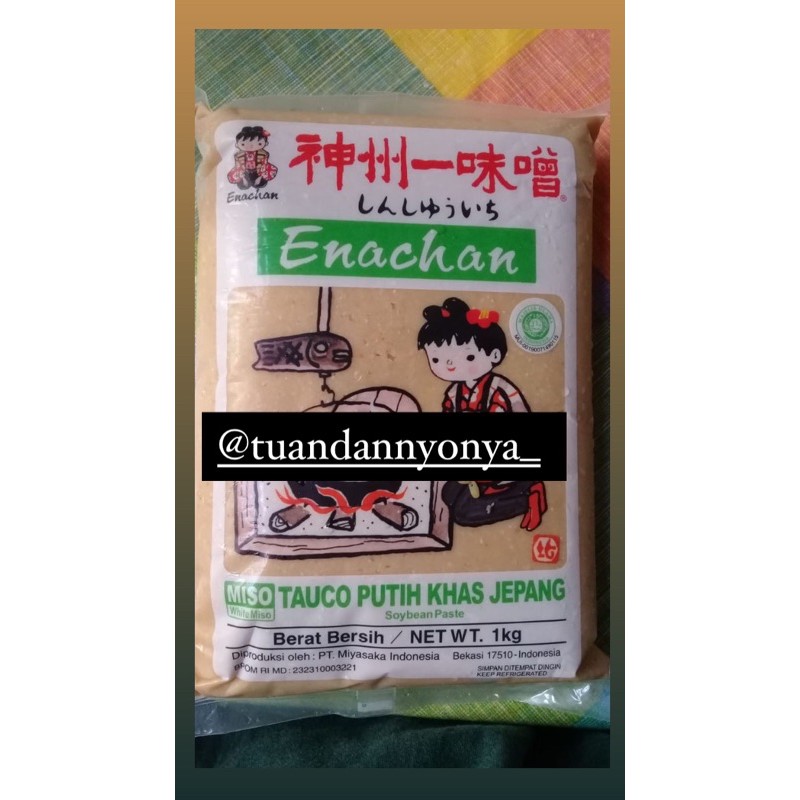 神州一味噌
Enachan
しんしゅういち
Enachan
@tuandannyonya_
MISO
White Miso
TAUCO PUTIH KHAS JEPANG
Soybean Paste
Berat Bersih / NET WT. 1kg
Diproduksi oleh : PT. Miyasaka Indonesia Bekasi 17510-Indonesia
BPOM RI MD : 232310003221
SIMPAN DITEMPAT DINGIN
KEEP REFRIGERATED